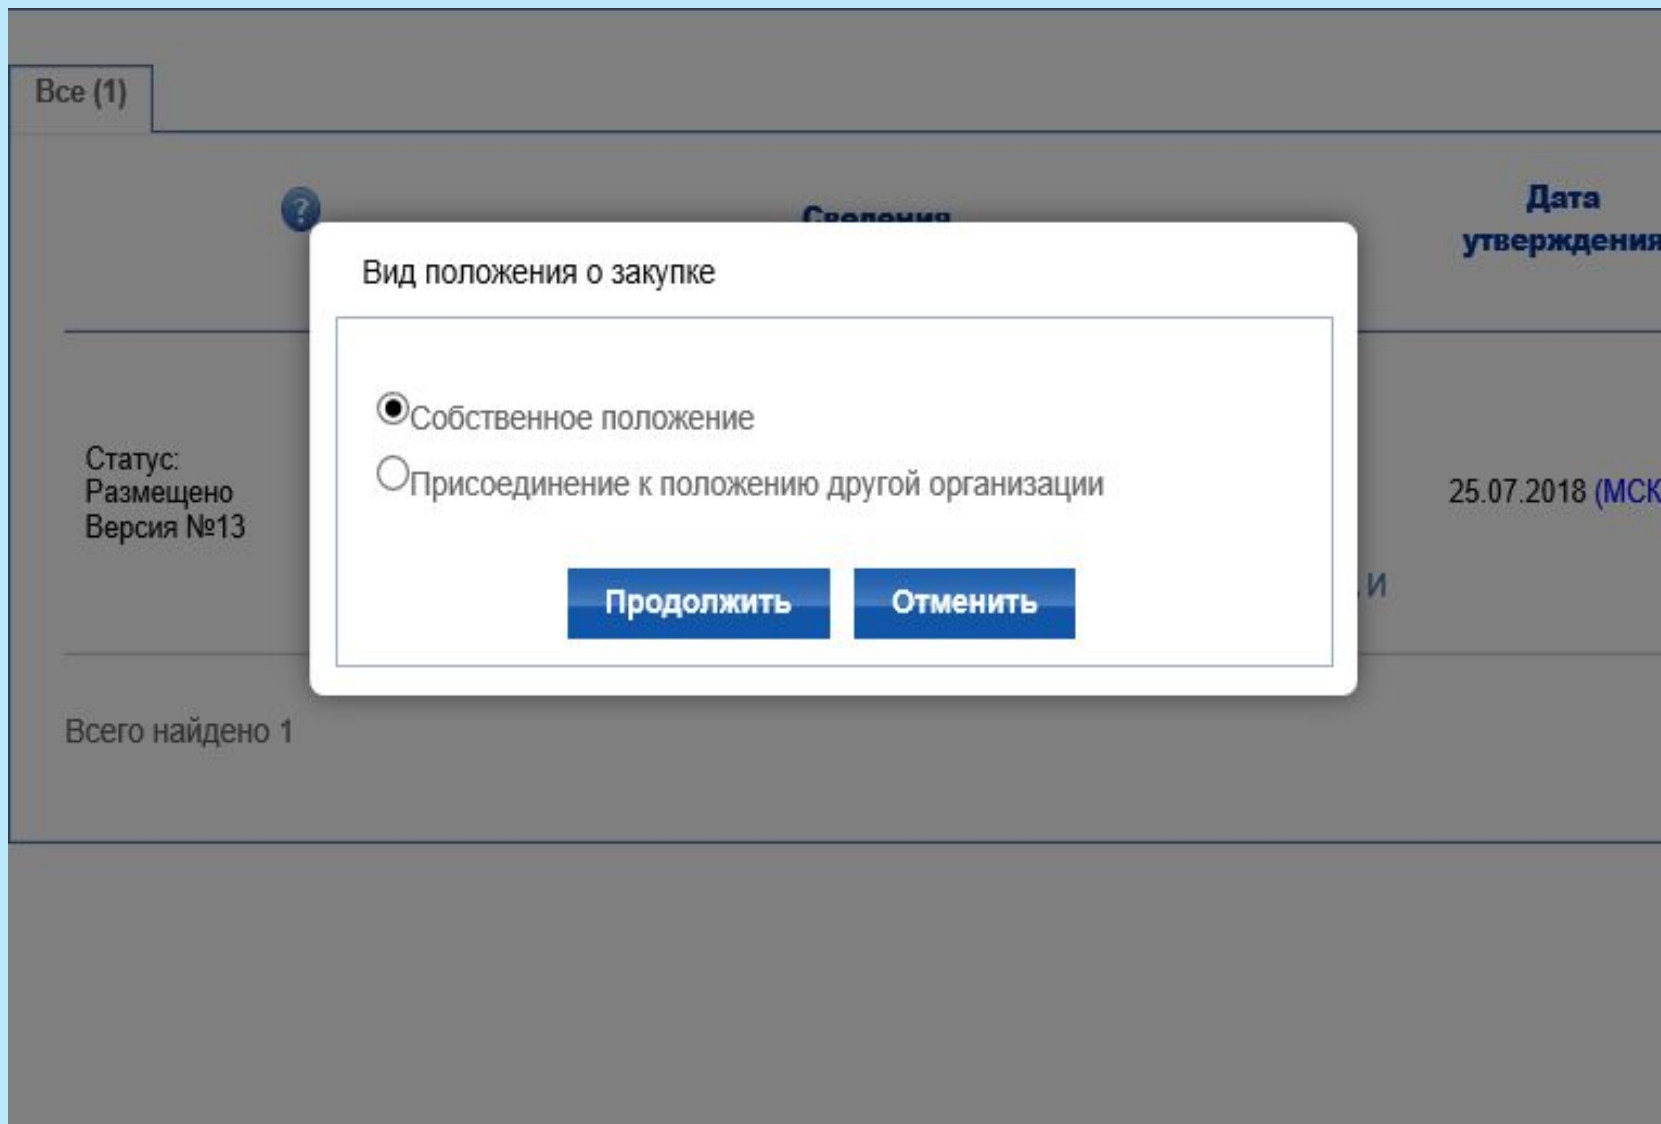 Все (1)
Сведения
Дата
утверждения
Вид положения о закупке
Собственное положение
Присоединение к положению другой организации
Статус:
Размещено
Версия №13
25.07.2018 (МСК
И
Продолжить
Отменить
Всего найдено 1